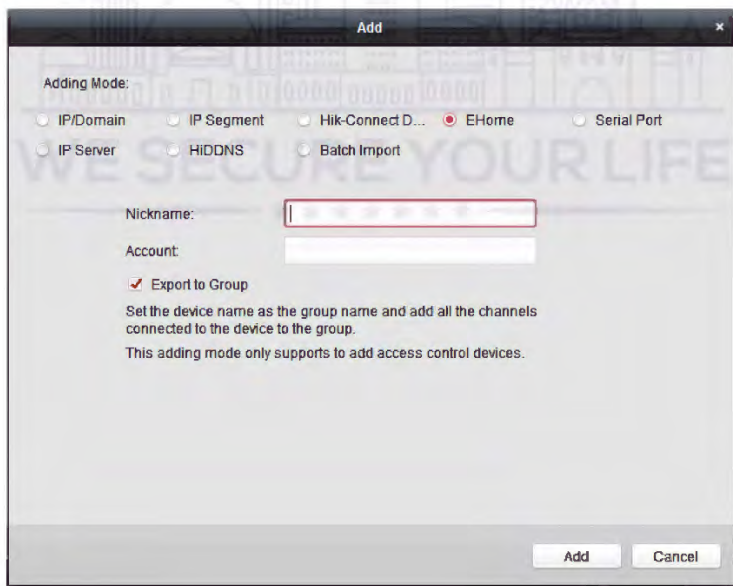 Add
Adding Mode:
IP/Domain IP Segment Hik-Connect D... EHome Serial Port
IP Server HiDDNS Batch Import
WE SECURE YOUR LIFE
Nickname:
Account:
Export to Group
Set the device name as the group name and add all the channels
connected to the device to the group.
This adding mode only supports to add access control devices.
Add Cancel